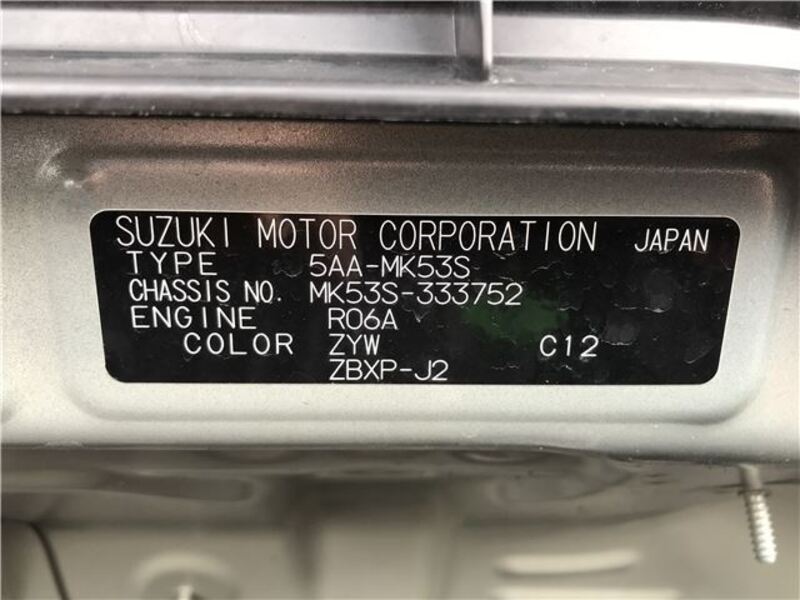 SUZUKI MOTOR CORPORATION JAPAN
TYPE 5AA-MK53S
CHASSIS NO. MK53S-333752
ENGINE R06A
COLOR ZYW C12
ZBXP-J2